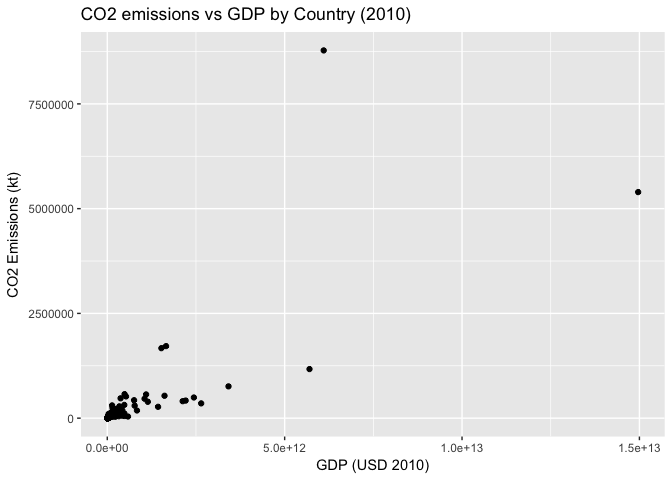 CO2 emissions vs GDP by Country (2010)
CO2 Emissions (kt)
7500000
5000000
2500000
0
0.0e+00 5.0e+12 1.0e+13 1.5e+13
GDP (USD 2010)